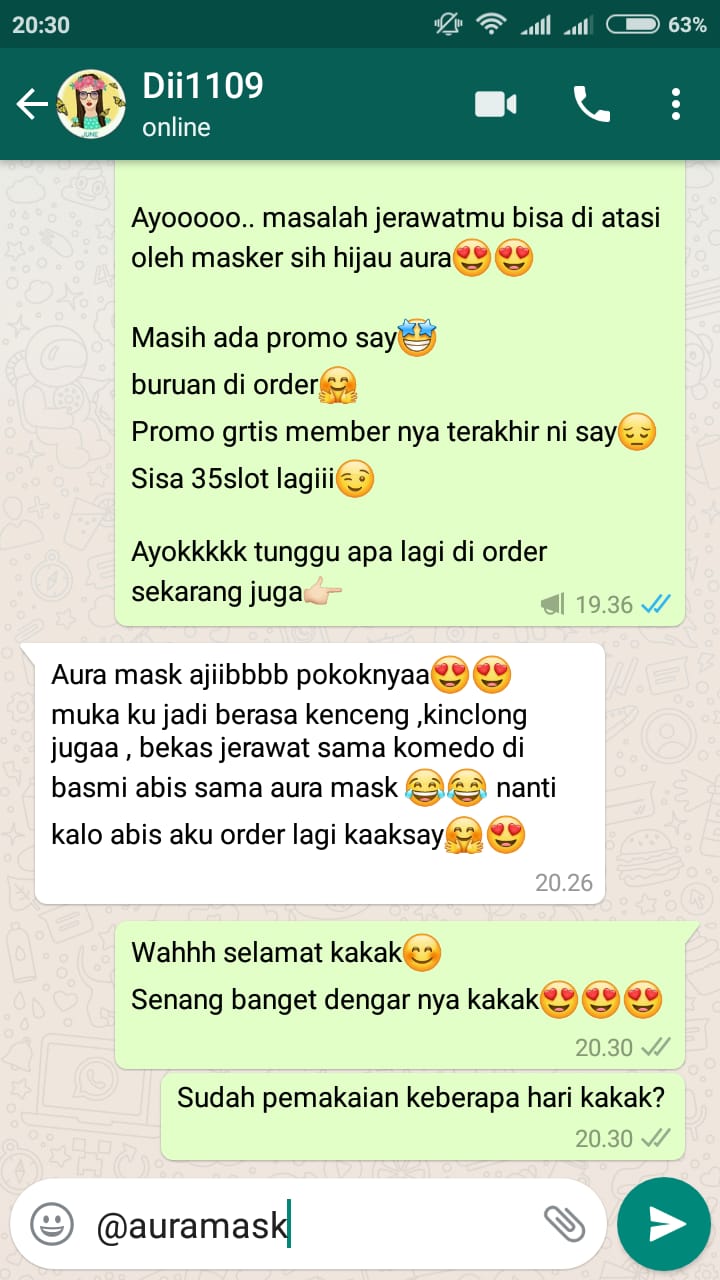 20:30
63%
Dii1109
online
JUNE
Ayooooo.. masalah jerawatmu bisa di atasi
oleh masker sih hijau aura😍😍
Masih ada promo say🤩
buruan di order🤗
Promo grtis member nya terakhir ni say😔
Sisa 35slot lagiii😉
Ayokkkkk tunggu apa lagi di order
sekarang juga👉🏻
19.36
Aura mask ajiibbbb pokoknyaa😍😍
muka ku jadi berasa kenceng ,kinclong
jugaa , bekas jerawat sama komedo di
basmi abis sama aura mask 😂😂 nanti
kalo abis aku order lagi kaaksay🤗😍
20.26
Wahhh selamat kakak😊
Senang banget dengar nya kakak😍😍😍
20.30
Sudah pemakaian keberapa hari kakak?
20.30
@auramask